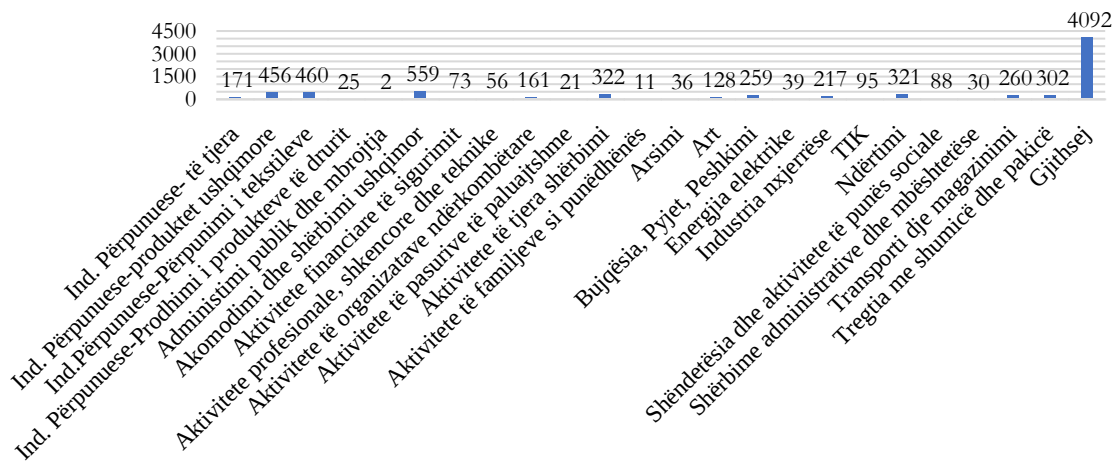 4500
3000
1500
0
171
456
460
25
2
559
73
56
161
21
322
11
36
128
259
39
217
95
321
88
30
260
302
4092
Ind. Përpunuese- të tjera
Ind. Përpunuese-produktet ushqimore
Ind.Përpunuese-Përpunimi i tekstileve
Ind. Përpunuese-Prodhimi i produkteve të drurit
Administimi publik dhe mbrojtja
Akomodimi dhe shërbimi ushqimor
Aktivitete financiare të sigurimit
Aktivitete profesionale, shkencore dhe teknike
Aktivitete të organizatave ndërkombëtare
Aktivitete të pasurive të paluajtshme
Aktivitete të tjera shërbimi
Aktivitete të familjeve si punëdhënës
Arsimi
Art
Bujqësia, Pyjet, Peshkimi
Energjia elektrike
Industria nxjerrëse
TIK
Ndërtimi
Shëndetësia dhe aktivitete të punës sociale
Shërbime administrative dhe mbështetëse
Transporti dje magazinimi
Tregtia me shumicë dhe pakicë
Gjithsej